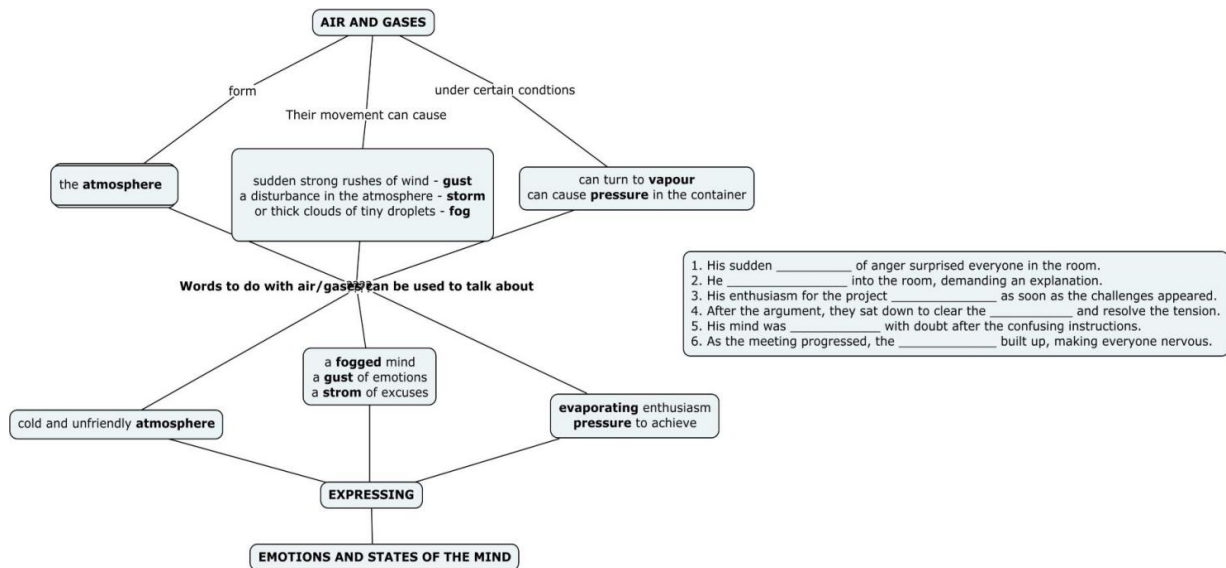 AIR AND GASES
form
under certain condtions
Their movement can cause
the atmosphere
sudden strong rushes of wind - gust
a disturbance in the atmosphere - storm
or thick clouds of tiny droplets - fog
can turn to vapour
can cause pressure in the container
Words to do with air/gases can be used to talk about
????
1. His sudden ___________ of anger surprised everyone in the room.
2. He _________________ into the room, demanding an explanation.
3. His enthusiasm for the project _______________ as soon as the challenges appeared.
4. After the argument, they sat down to clear the ____________ and resolve the tension.
5. His mind was _____________ with doubt after the confusing instructions.
6. As the meeting progressed, the ______________ built up, making everyone nervous.
a fogged mind
a gust of emotions
a strom of excuses
cold and unfriendly atmosphere
evaporating enthusiasm
pressure to achieve
EXPRESSING
EMOTIONS AND STATES OF THE MIND